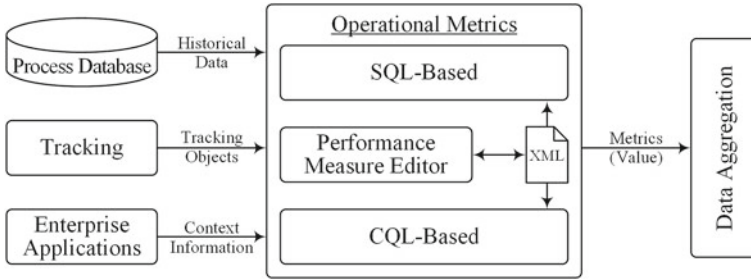 Process Database
Historical
Data
Tracking
Tracking
Objects
Enterprise
Applications
Context
Information
Operational Metrics
SQL-Based
Performance
Measure Editor
XML
CQL-Based
Metrics
(Value)
Data Aggregation